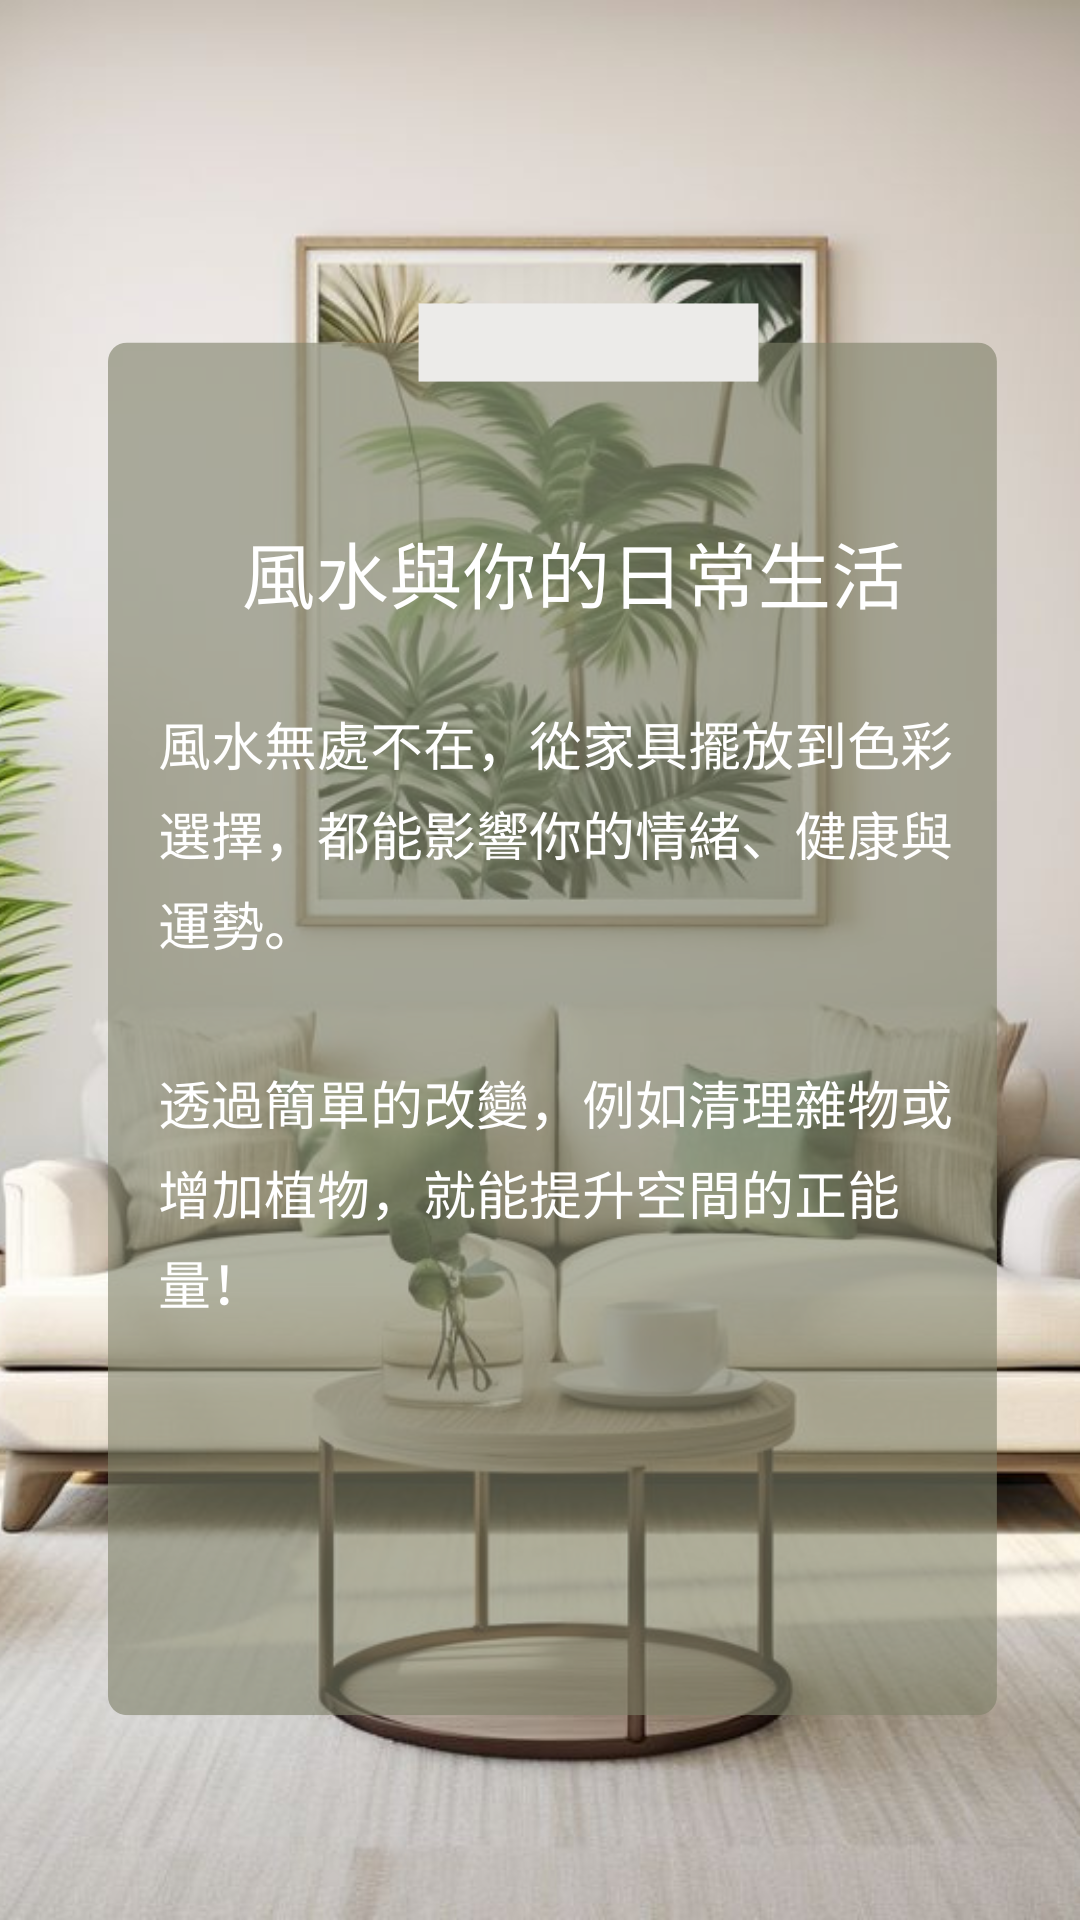 風水與你的日常生活
風水無處不在，從家具擺放到色彩
選擇，都能影響你的情緒、健康與
運勢。
透過簡單的改變，例如清理雜物或
增加植物，就能提升空間的正能
量！